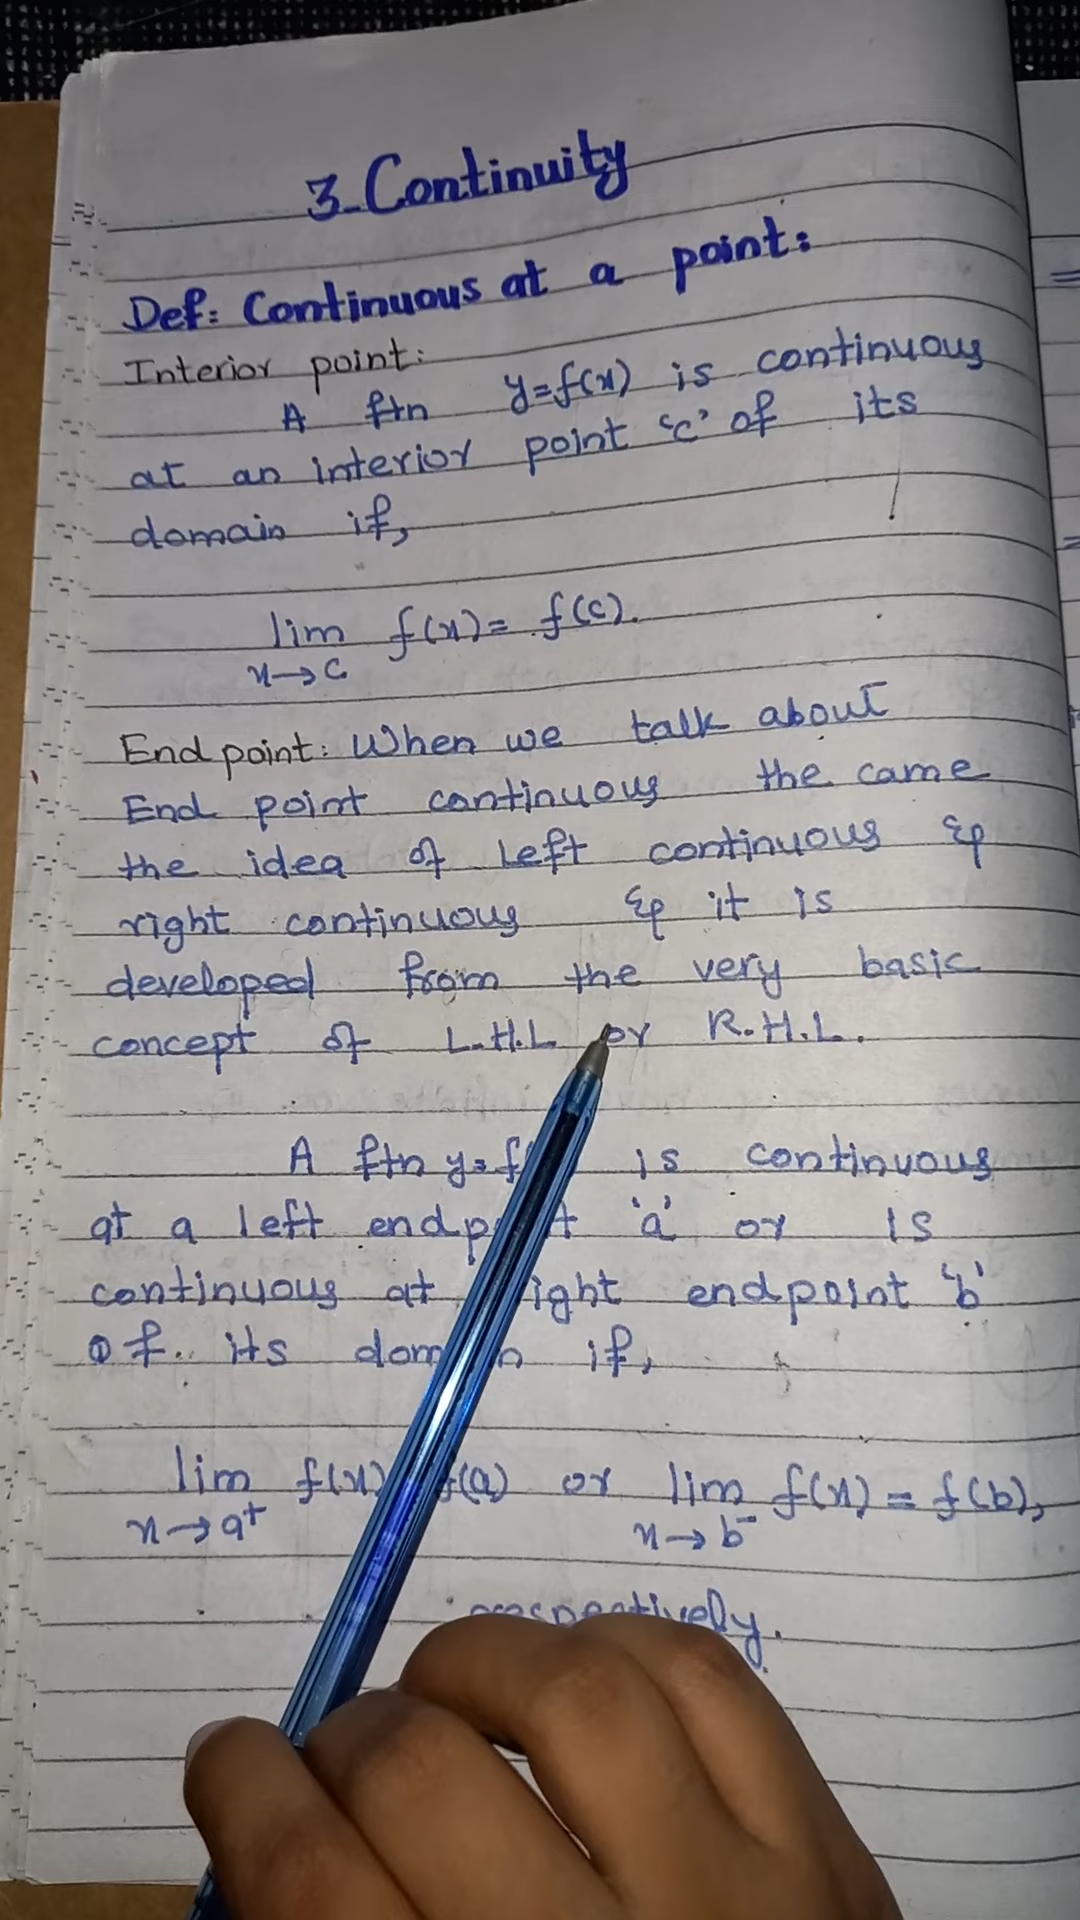 3. Continuity
Def: Continuous at a point:
Interior point:
A ftn y=f(x) is continuous
at an interior point 'c' of its
domain if,
lim f(x) = f(c).
x→c
End point: When we talk about
End point continuous the came
the idea of left continuous &
right continuous & it is
developed from the very basic
concept of L.H.L or R.H.L.
A ftn y=f is continuous
at a left endp t 'a' or is
continuous at ight endpoint 'b'
of its dom n if,
lim f(x) f(a) or lim f(x) = f(b),
x→a⁺ x→b⁻
respectively.